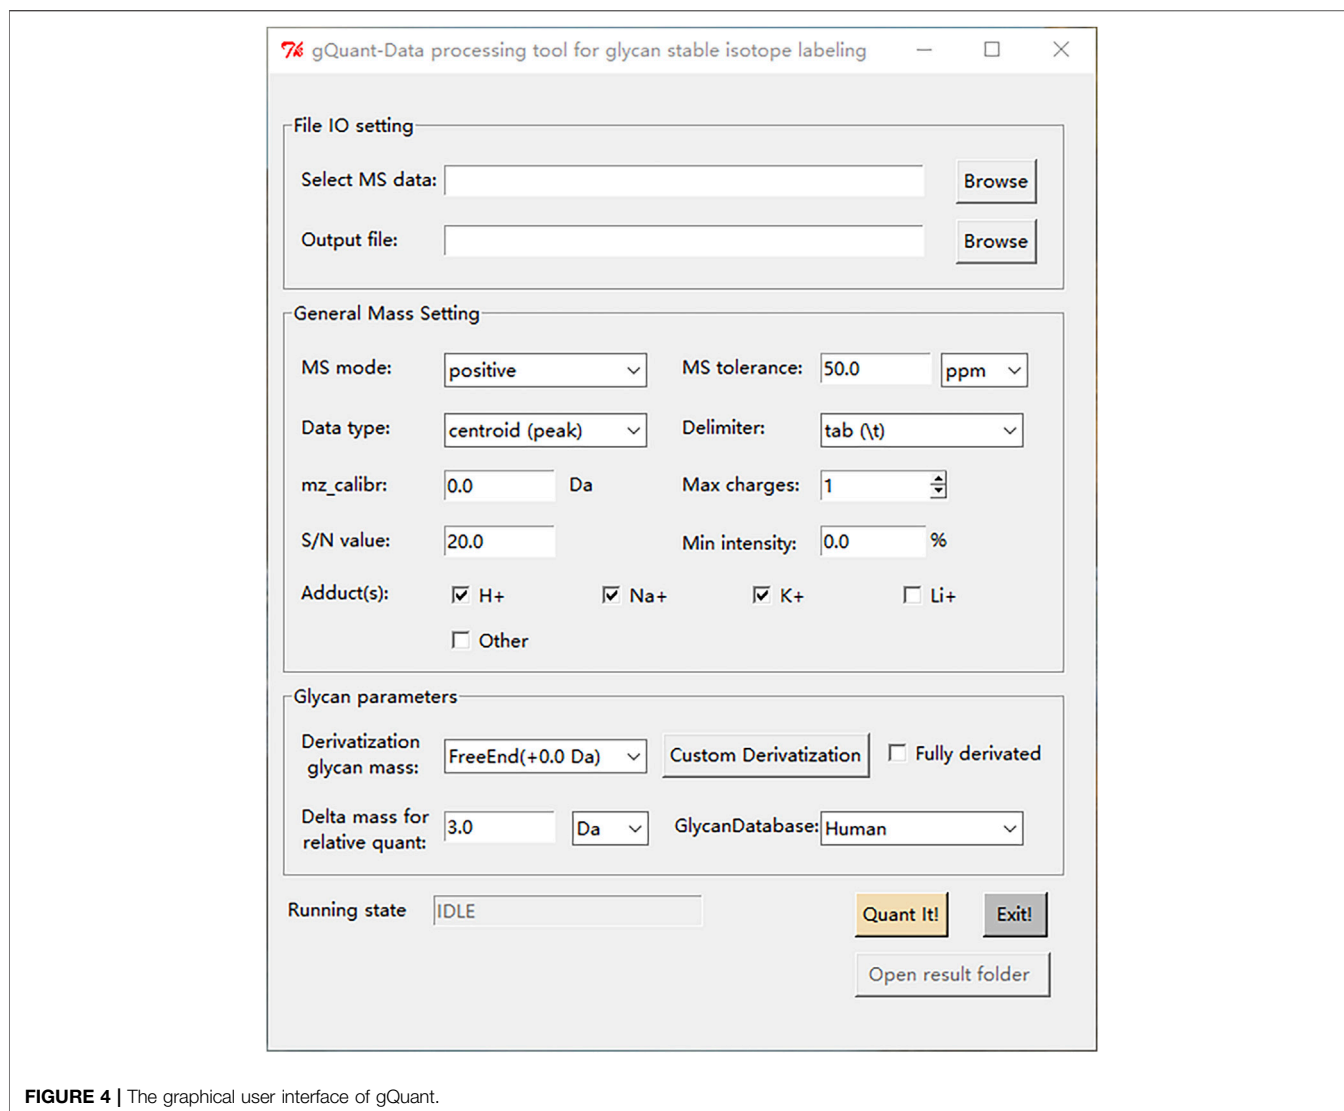 gQuant-Data processing tool for glycan stable isotope labeling
File IO setting
Select MS data: Browse
Output file: Browse
General Mass Setting
MS mode: positive MS tolerance: 50.0 ppm
Data type: centroid (peak) Delimiter: tab (\t)
mz_calibr: 0.0 Da Max charges: 1
S/N value: 20.0 Min intensity: 0.0 %
Adduct(s): H+ Na+ K+ Li+
Other
Glycan parameters
Derivatization
glycan mass: FreeEnd(+0.0 Da) Custom Derivatization Fully derivated
Delta mass for
relative quant: 3.0 Da GlycanDatabase: Human
Running state IDLE Quant It! Exit!
Open result folder
FIGURE 4 | The graphical user interface of gQuant.